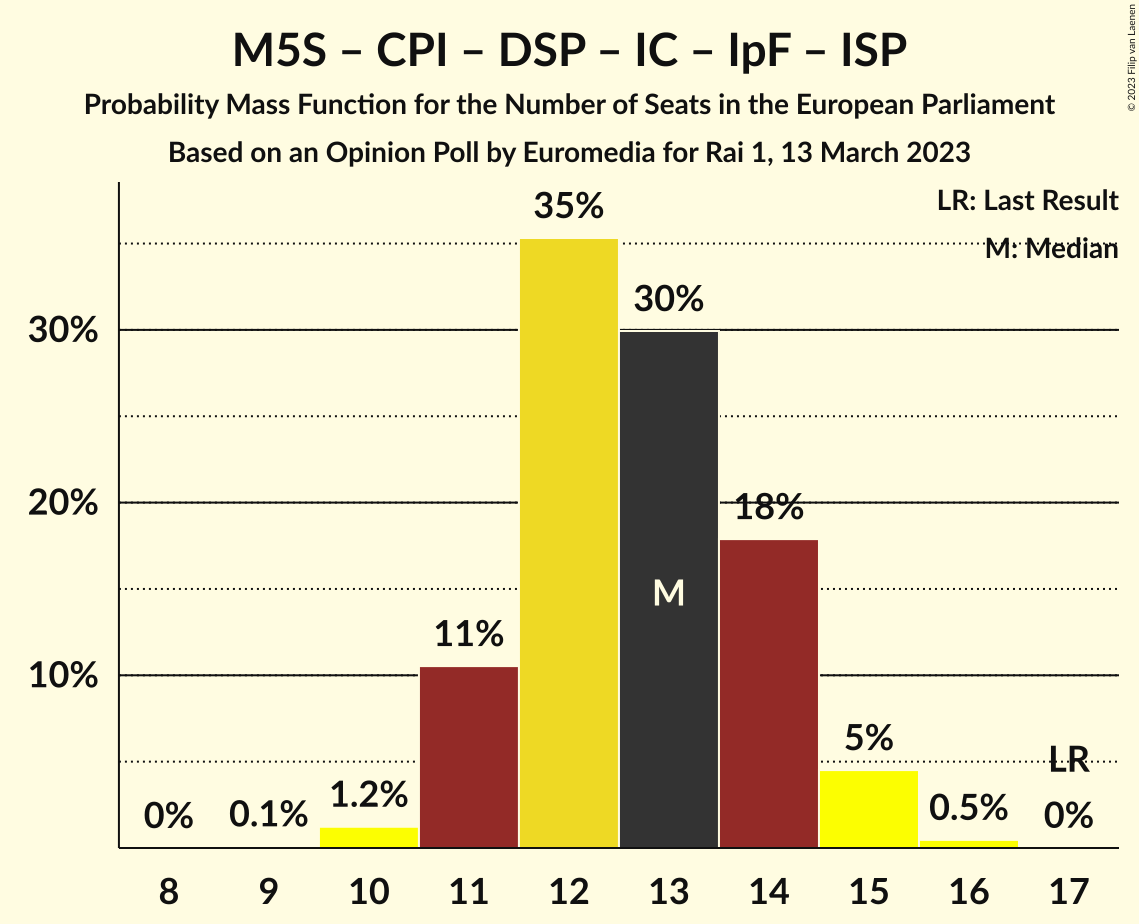 M5S – CPI – DSP – IC – IpF – ISP
Probability Mass Function for the Number of Seats in the European Parliament
Based on an Opinion Poll by Euromedia for Rai 1, 13 March 2023
© 2023 Filip van Laenen
LR: Last Result
M: Median
35%
30%
30%
20%
18%
M
11%
10%
5%
LR
1.2%
0.5%
0%
0.1%
0%
8 9 10 11 12 13 14 15 16 17